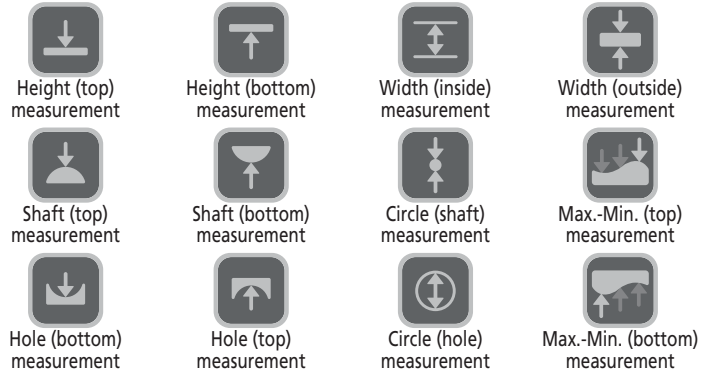 Height (top)
measurement
Height (bottom)
measurement
Width (inside)
measurement
Width (outside)
measurement
Shaft (top)
measurement
Shaft (bottom)
measurement
Circle (shaft)
measurement
Max.-Min. (top)
measurement
Hole (bottom)
measurement
Hole (top)
measurement
Circle (hole)
measurement
Max.-Min. (bottom)
measurement